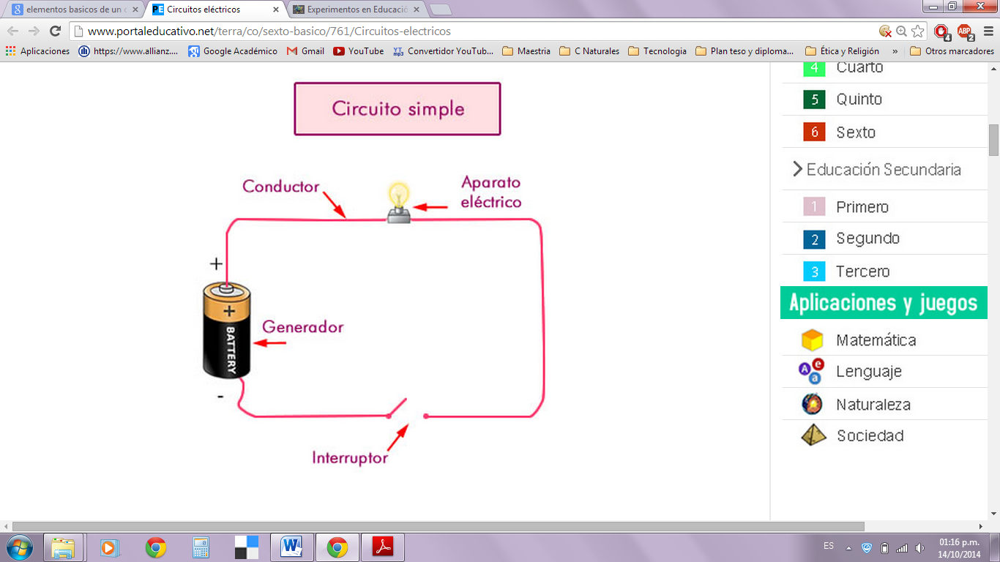 elementos basicos de un c
Circuitos eléctricos
Experimentos en Educació
www.portaleducativo.net/terra/co/sexto-basico/761/Circuitos-electricos
4
ABP
2
Aplicaciones
https://www.allianz....
Google Académico
Gmail
YouTube
Convertidor YouTub...
Maestria
C Naturales
Tecnologia
Plan teso y diploma...
Ética y Religión
»
Otros marcadores
Circuito simple
Conductor
Aparato
eléctrico
+
+
BATTERY
Generador
-
Interruptor
4 Cuarto
5 Quinto
6 Sexto
Educación Secundaria
1 Primero
2 Segundo
3 Tercero
Aplicaciones y juegos
Matemática
Lenguaje
Naturaleza
Sociedad
ES
01:16 p.m.
14/10/2014